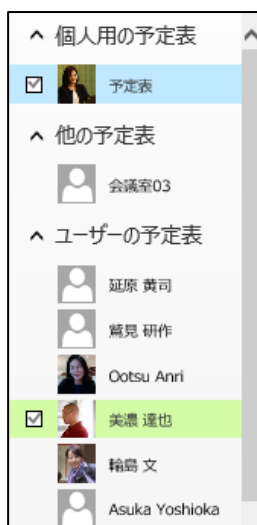 個人用の予定表
予定表
他の予定表
会議室03
ユーザーの予定表
延原 黄司
鷲見 研作
Ootsu Anri
美濃 達也
輪島 文
Asuka Yoshioka